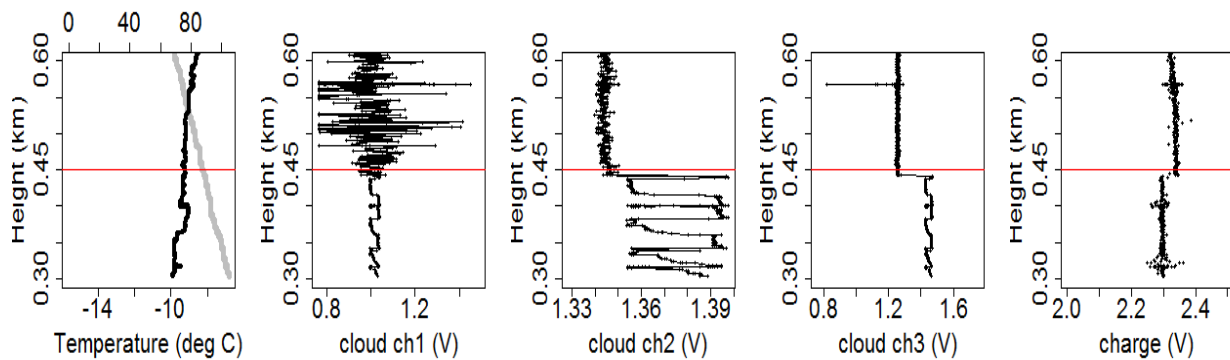 0 40 80
0.30 0.45 0.60
Height (km)
-14 -10 -6
Temperature (deg C)
0.30 0.45 0.60
Height (km)
0.8 1.2
cloud ch1 (V)
0.30 0.45 0.60
Height (km)
1.33 1.36 1.39
cloud ch2 (V)
0.30 0.45 0.60
Height (km)
0.8 1.2 1.6
cloud ch3 (V)
0.30 0.45 0.60
Height (km)
2.0 2.2 2.4
charge (V)